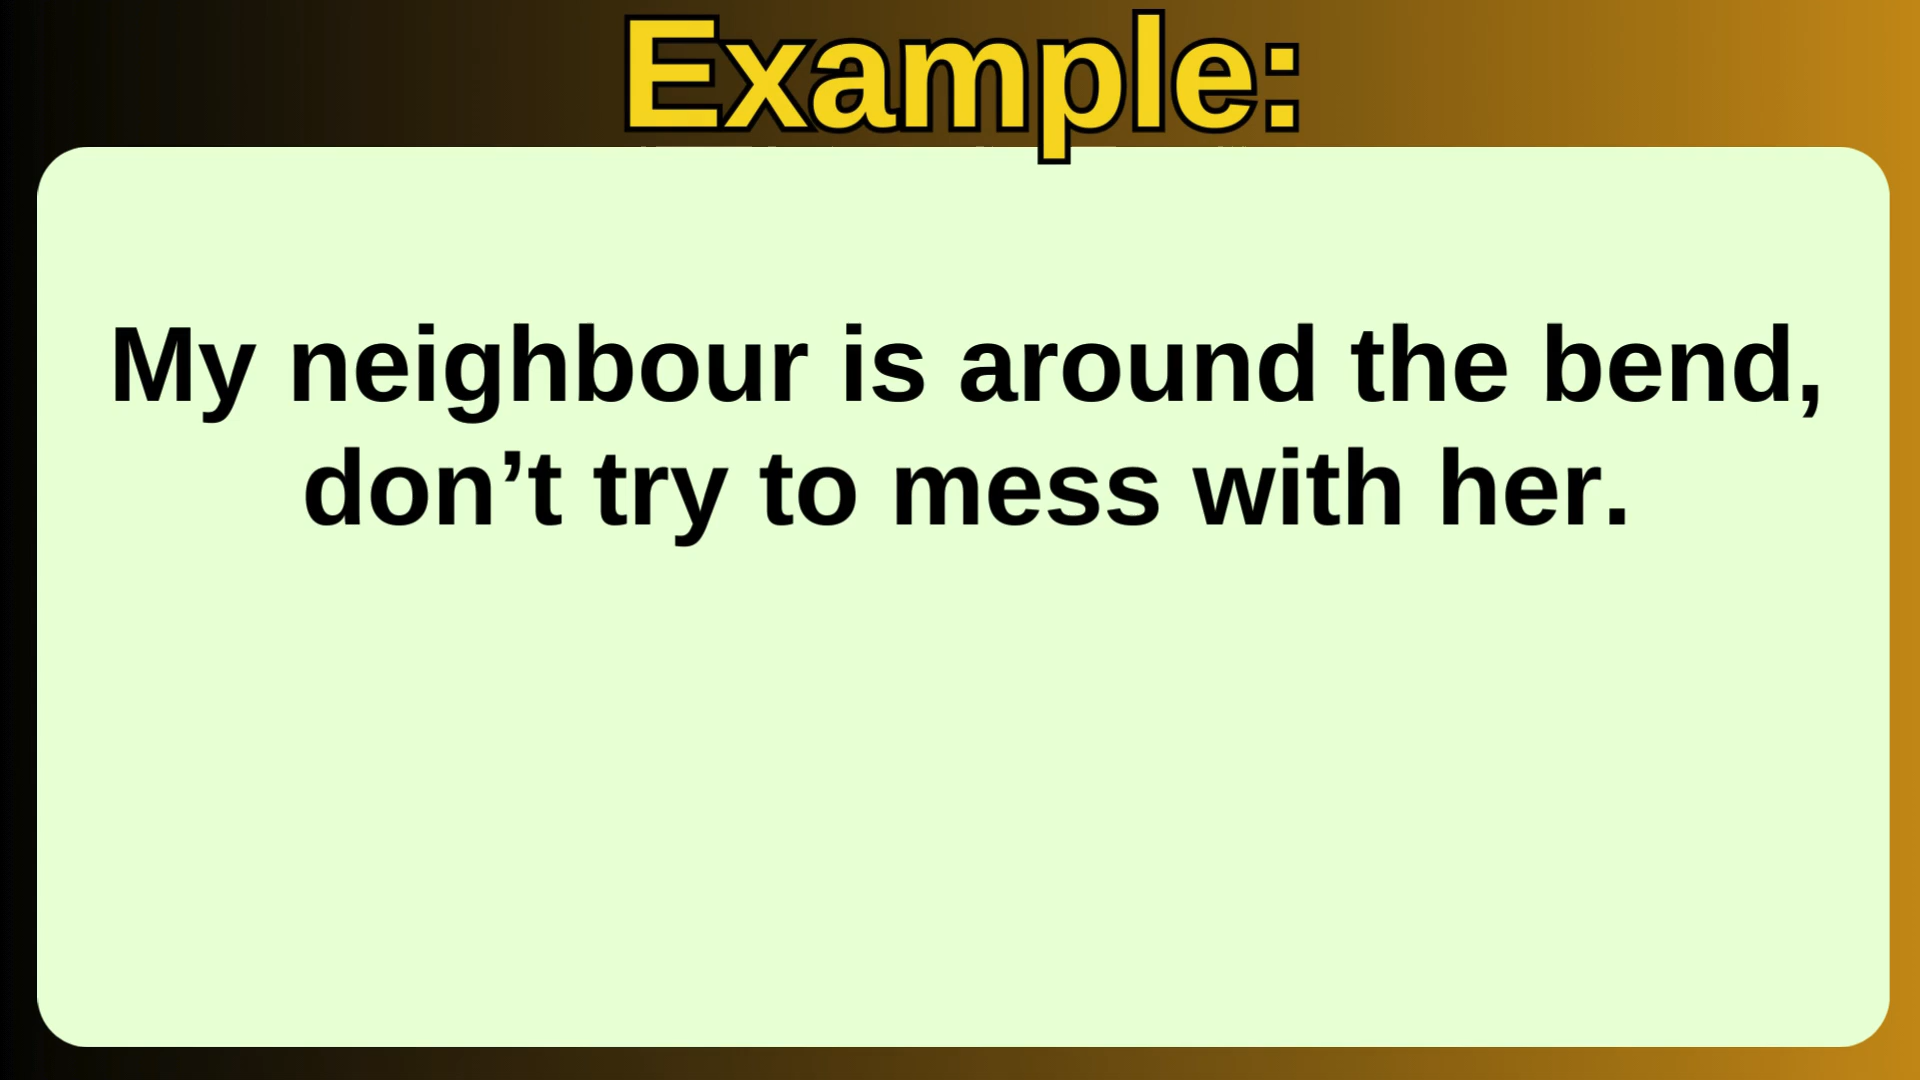 Example:
My neighbour is around the bend,
don’t try to mess with her.